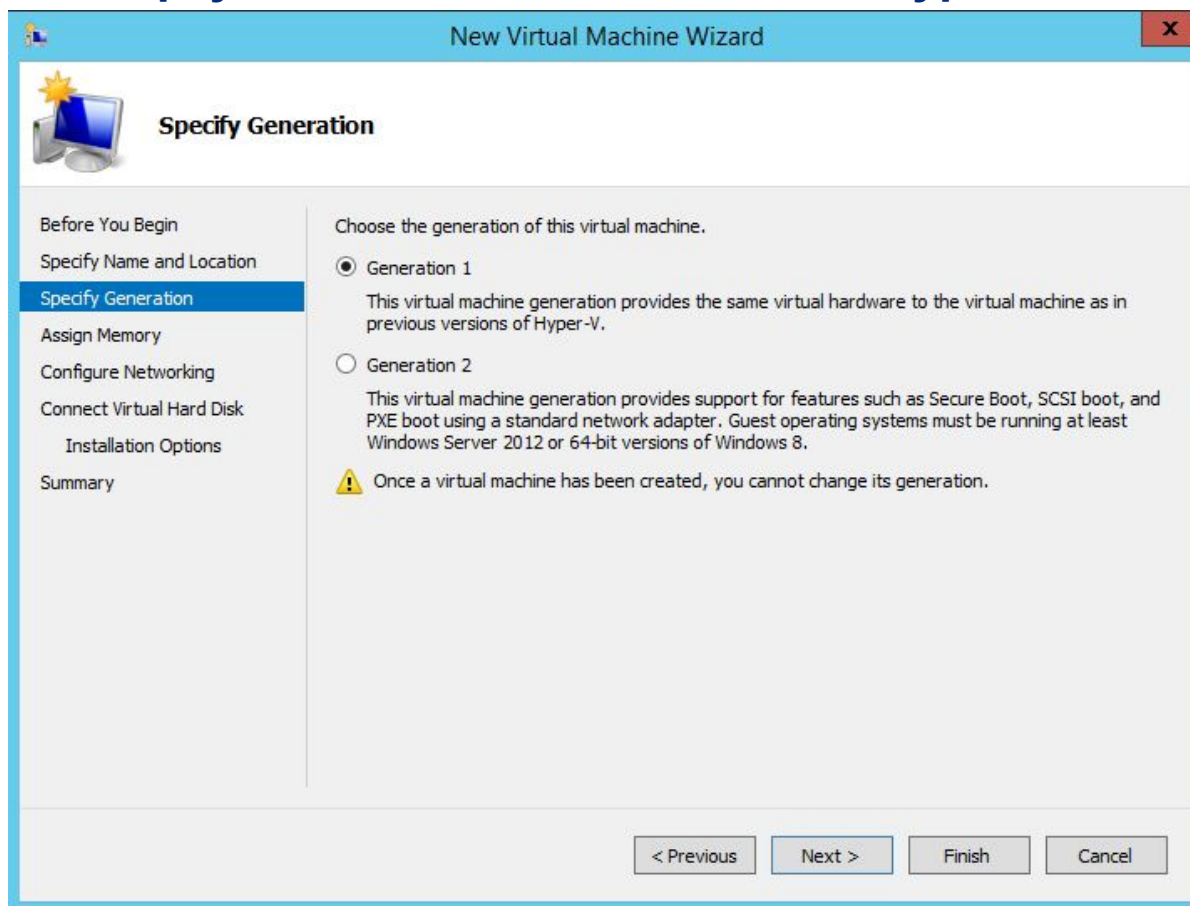 New Virtual Machine Wizard
x
Specify Generation
Before You Begin
Specify Name and Location
Specify Generation
Assign Memory
Configure Networking
Connect Virtual Hard Disk
Installation Options
Summary
Choose the generation of this virtual machine.
Generation 1
This virtual machine generation provides the same virtual hardware to the virtual machine as in
previous versions of Hyper-V.
Generation 2
This virtual machine generation provides support for features such as Secure Boot, SCSI boot, and
PXE boot using a standard network adapter. Guest operating systems must be running at least
Windows Server 2012 or 64-bit versions of Windows 8.
Once a virtual machine has been created, you cannot change its generation.
< Previous
Next >
Finish
Cancel